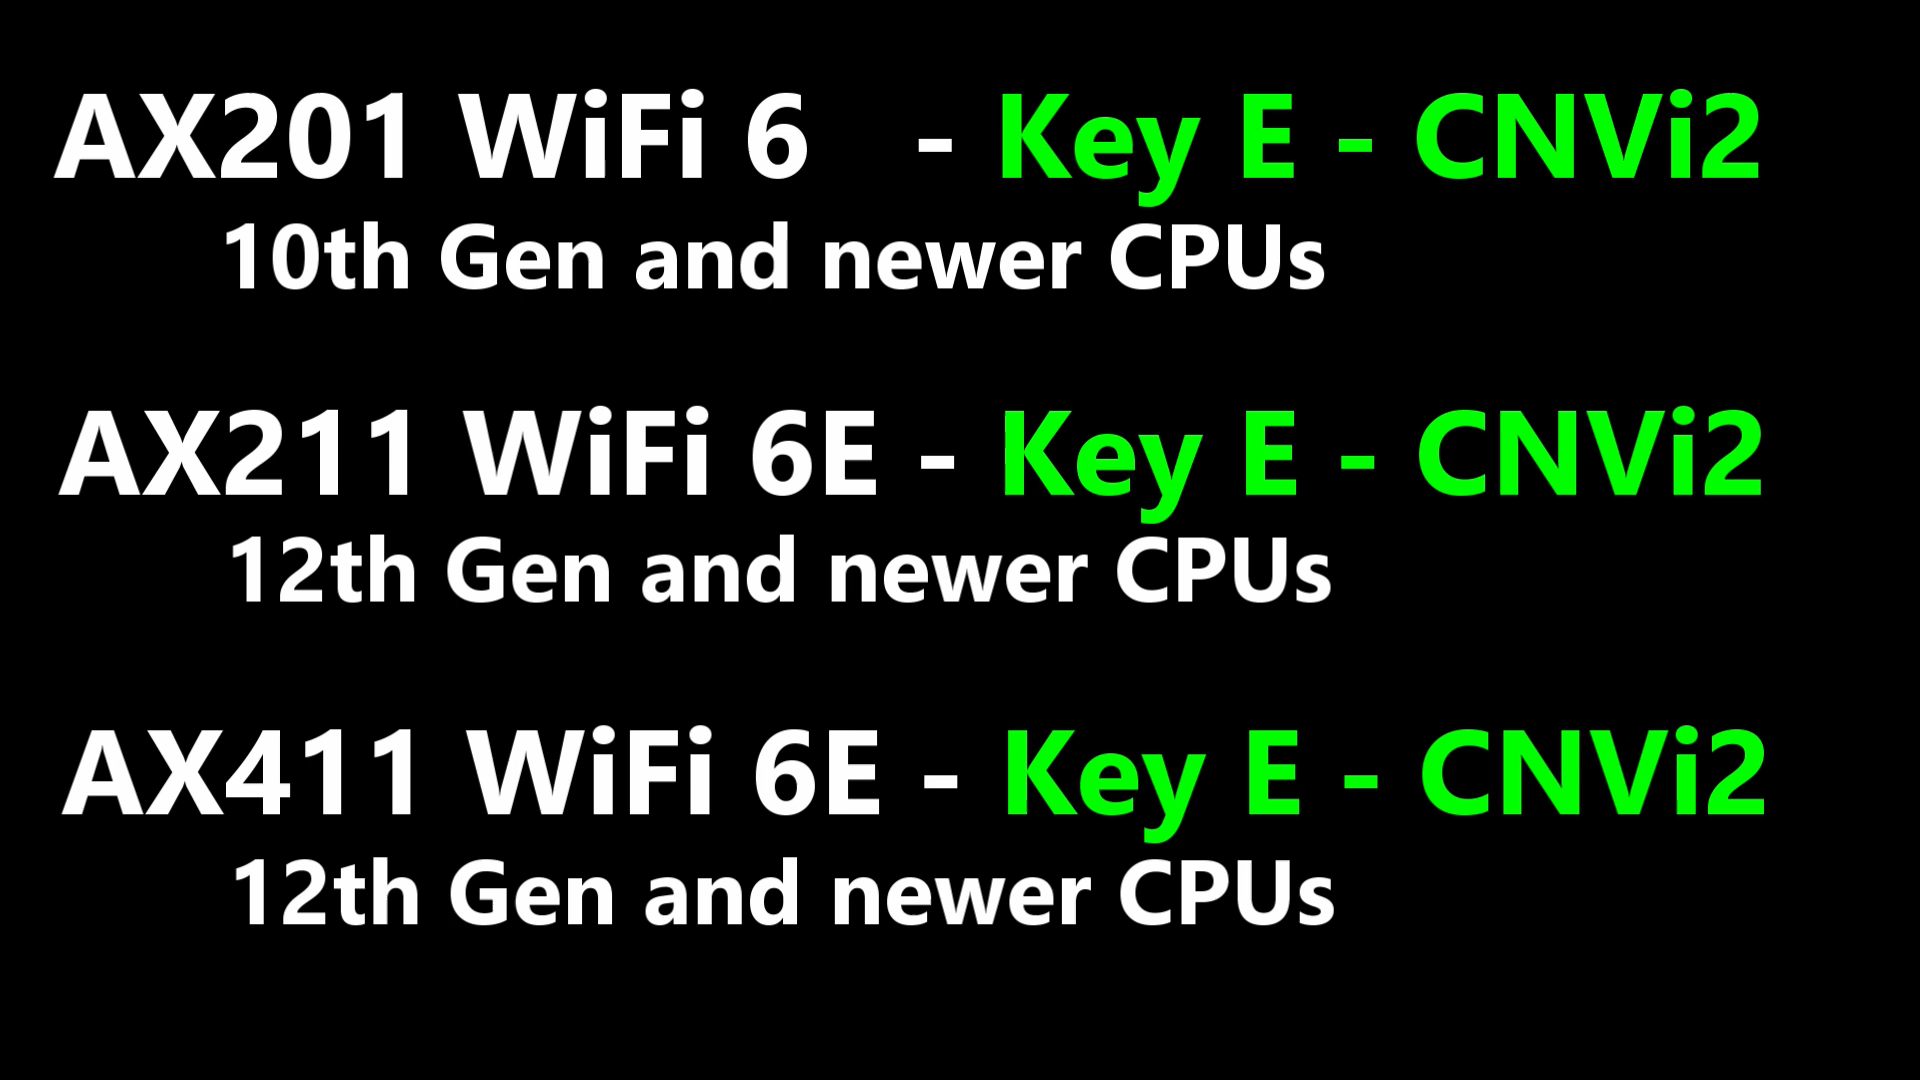 AX201 WiFi 6 - Key E - CNVi2
10th Gen and newer CPUs
AX211 WiFi 6E - Key E - CNVi2
12th Gen and newer CPUs
AX411 WiFi 6E - Key E - CNVi2
12th Gen and newer CPUs